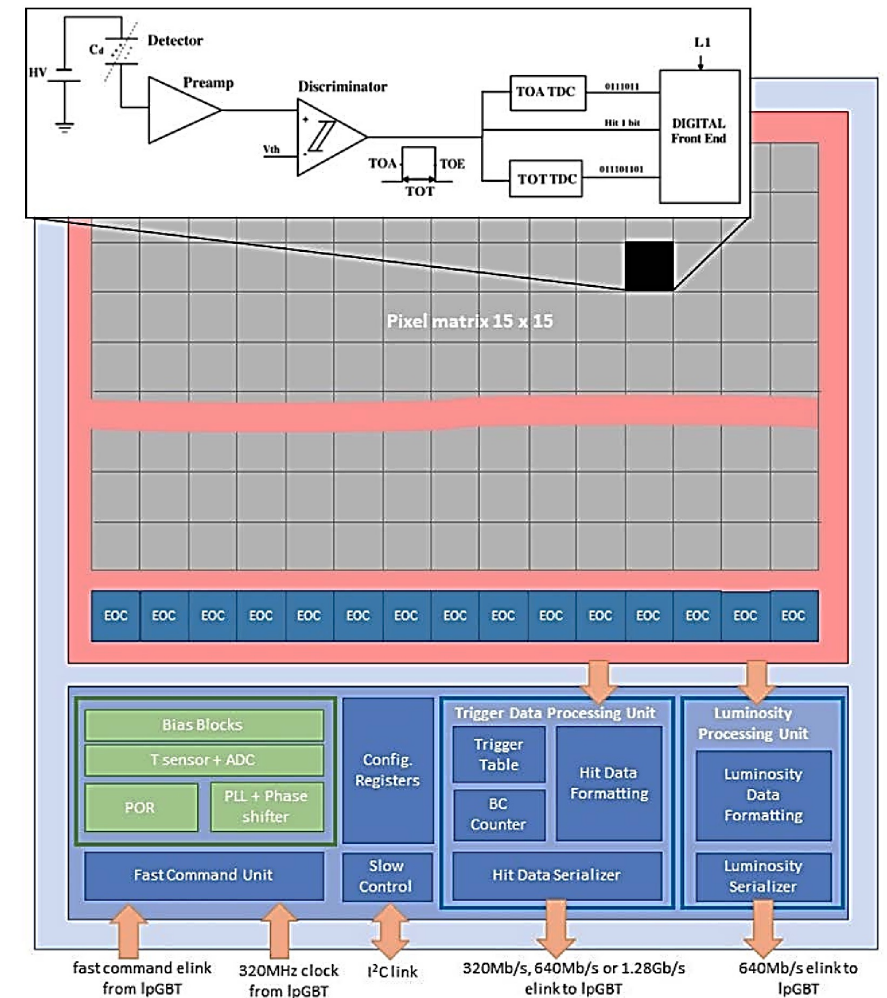 L1
Detector
Cd
HV
Preamp
Discriminator
TOA TDC
0111011
DIGITAL
Front End
+
Hit 1 bit
Vth
-
TOA
TOE
TOT
TOT TDC
011101101
Pixel matrix 15 x 15
EOC EOC EOC EOC EOC EOC EOC EOC EOC EOC EOC EOC EOC EOC EOC
Bias Blocks
T sensor + ADC
POR
PLL + Phase
shifter
Fast Command Unit
Config.
Registers
Slow
Control
Trigger Data Processing Unit
Trigger
Table
BC
Counter
Hit Data
Formatting
Hit Data Serializer
Luminosity
Processing Unit
Luminosity
Data
Formatting
Luminosity
Serializer
fast command elink
from lpGBT
320MHz clock
from lpGBT
I²C link
320Mb/s, 640Mb/s or 1.28Gb/s
elink to lpGBT
640Mb/s elink to
lpGBT